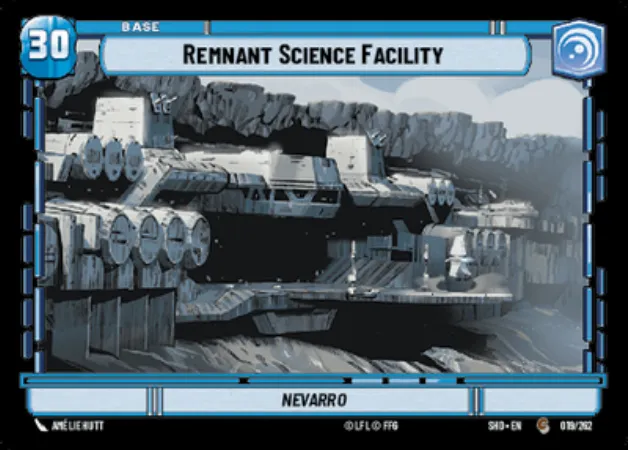 BASE
30
REMNANT SCIENCE FACILITY
NEVARRO
AMÉLIE HUTT
© LFL © FFG
SHD • EN
019/262